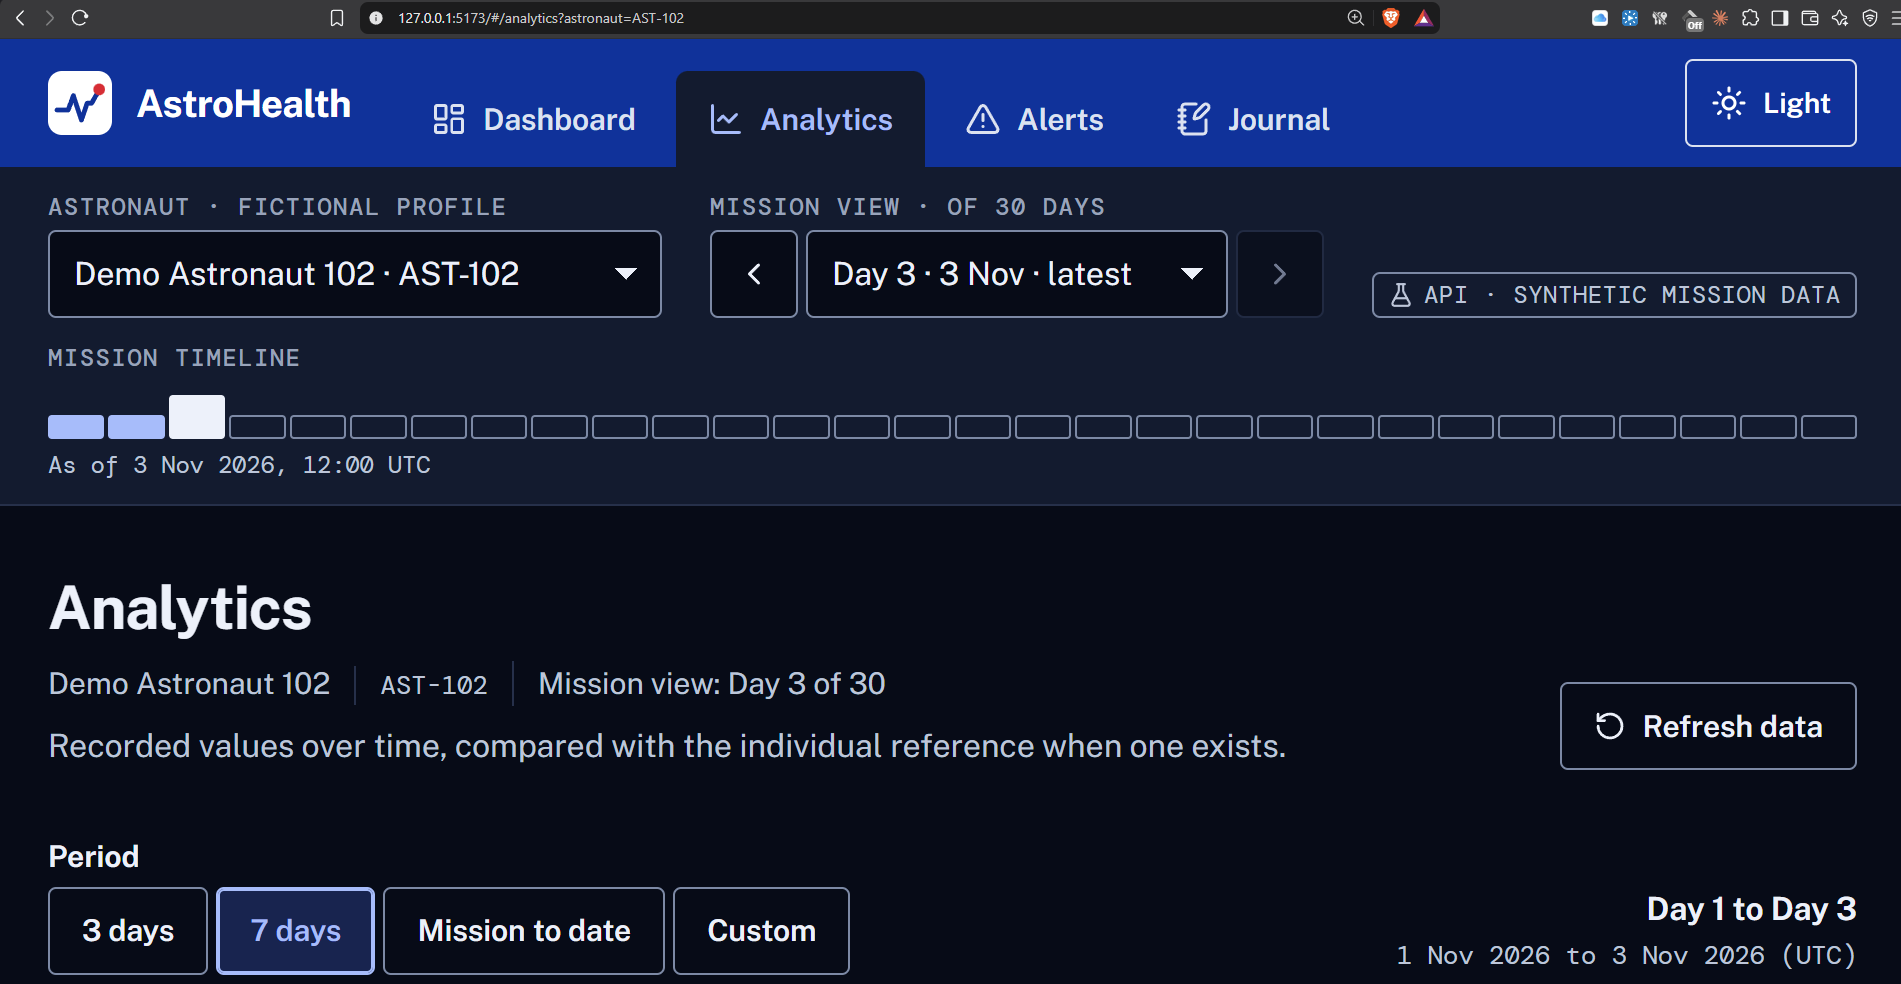 127.0.0.1:5173/#/analytics?astronaut=AST-102
Off
AstroHealth
Dashboard
Analytics
Alerts
Journal
Light
ASTRONAUT · FICTIONAL PROFILE
MISSION VIEW · OF 30 DAYS
Demo Astronaut 102 · AST-102
Day 3 · 3 Nov · latest
API · SYNTHETIC MISSION DATA
MISSION TIMELINE
As of 3 Nov 2026, 12:00 UTC
Analytics
Demo Astronaut 102
AST-102
Mission view: Day 3 of 30
Recorded values over time, compared with the individual reference when one exists.
Refresh data
Period
3 days
7 days
Mission to date
Custom
Day 1 to Day 3
1 Nov 2026 to 3 Nov 2026 (UTC)